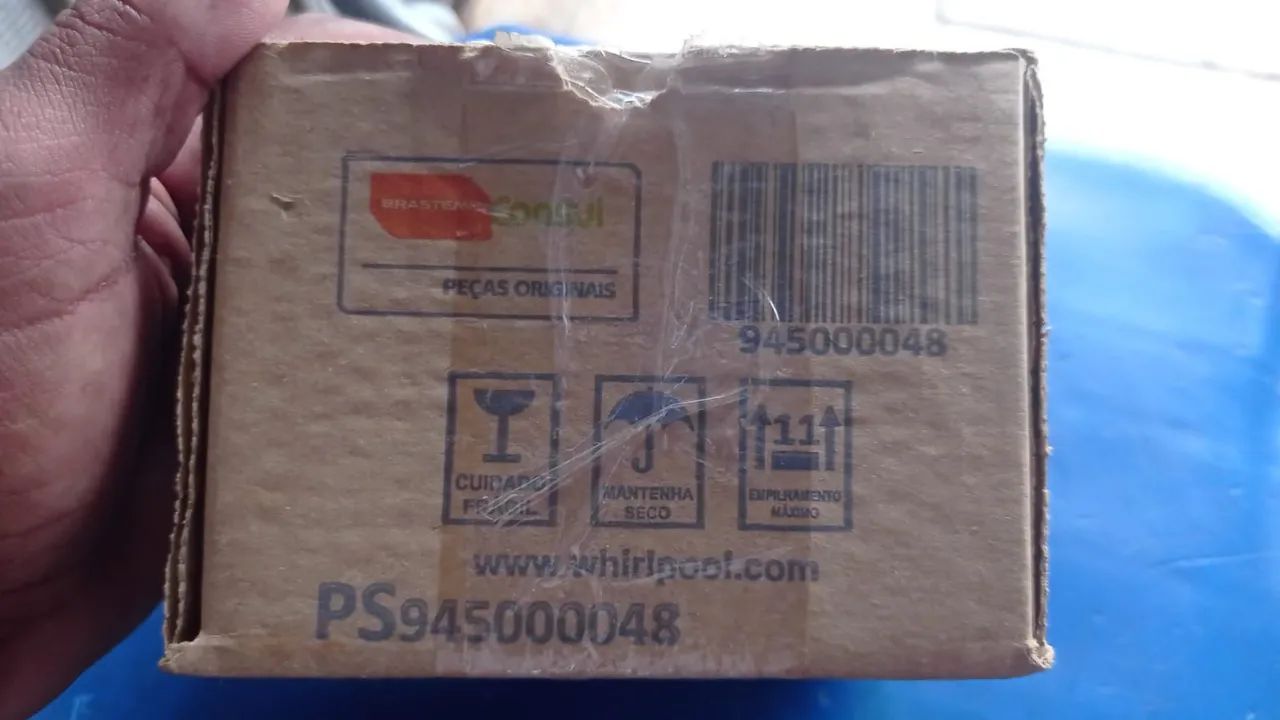 BRASTEMP Consul
PEÇAS ORIGINAIS
945000048
CUIDADO
FRÁGIL
MANTENHA
SECO
11
EMPILHAMENTO
MÁXIMO
www.whirlpool.com
PS945000048